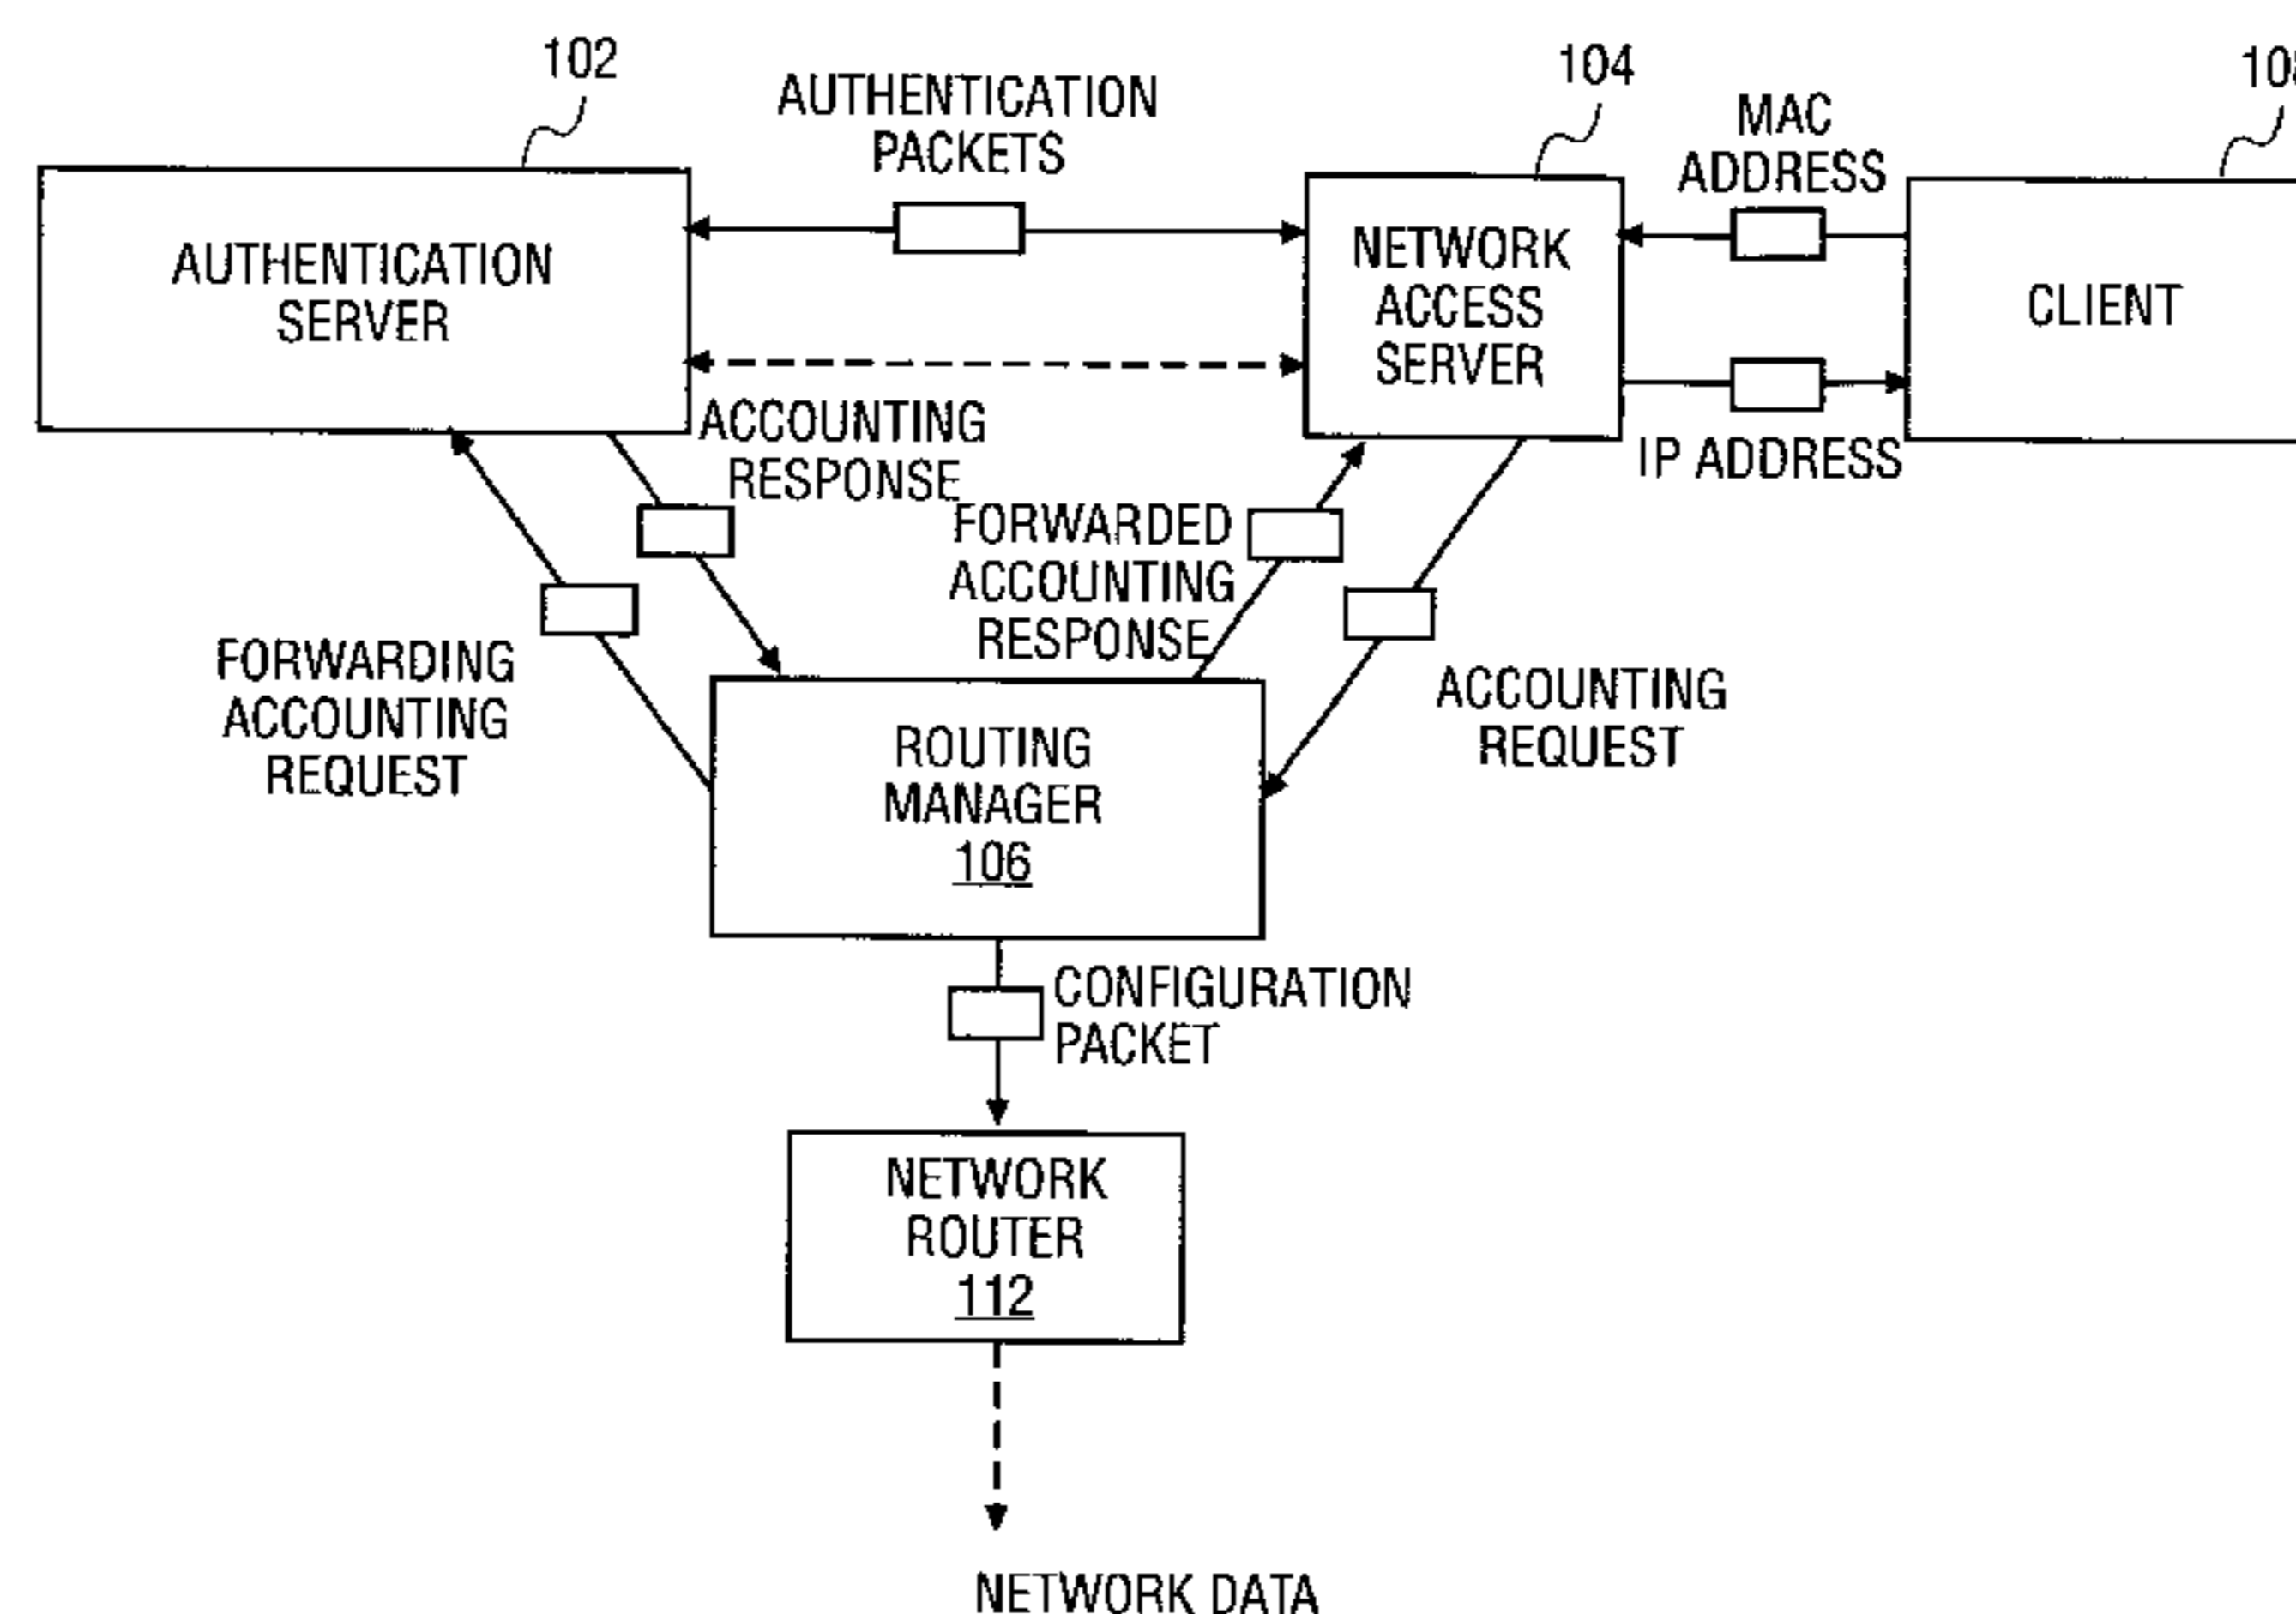 102
AUTHENTICATION
PACKETS
104
MAC
ADDRESS
AUTHENTICATION
SERVER
NETWORK
ACCESS
SERVER
CLIENT
IP ADDRESS
ACCOUNTING
RESPONSE
FORWARDED
ACCOUNTING
RESPONSE
FORWARDING
ACCOUNTING
REQUEST
ACCOUNTING
REQUEST
ROUTING
MANAGER
106
CONFIGURATION
PACKET
NETWORK
ROUTER
112
NETWORK DATA